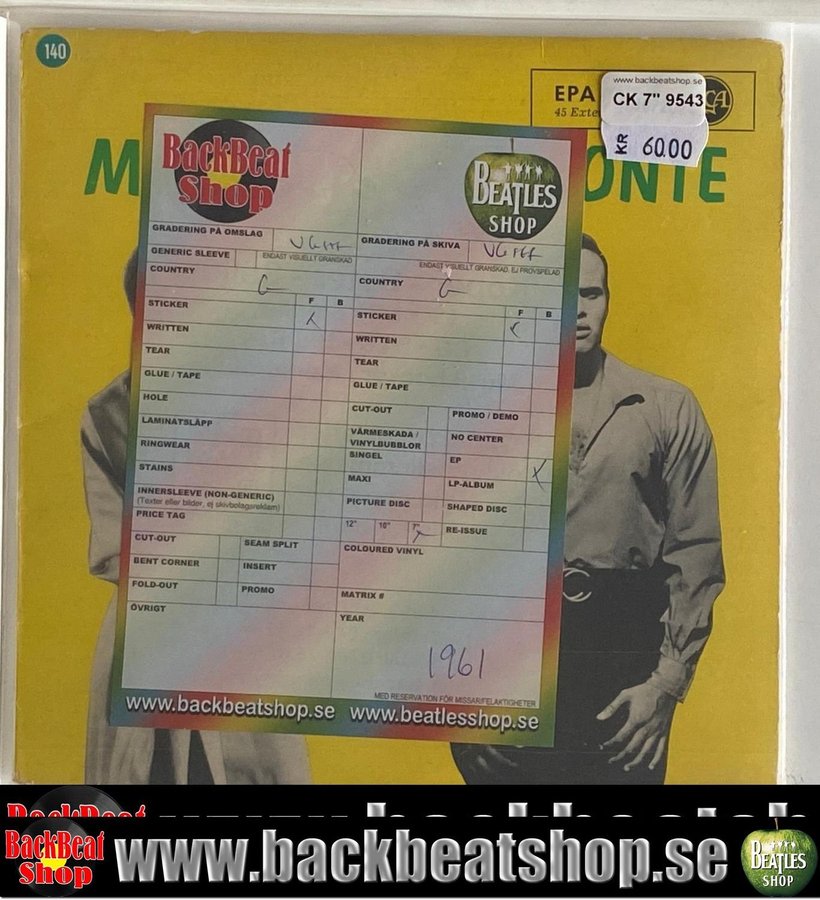 140
EPA
45 Exte
CA
www.backbeatshop.se
CK 7" 9543
KR 60.00
M
ONTE
BackBeat
Shop
BEATLES
SHOP
GRADERING PÅ OMSLAG
GENERIC SLEEVE
ENDAST VISUELLT GRANSKAD
COUNTRY
G
F B
STICKER
WRITTEN
TEAR
GLUE / TAPE
HOLE
LAMINATSLÄPP
RINGWEAR
STAINS
INNERSLEEVE (NON-GENERIC)
(Texter eller bilder, ej skivbolagsreklam)
PRICE TAG
CUT-OUT
SEAM SPLIT
BENT CORNER
INSERT
FOLD-OUT
PROMO
ÖVRIGT
GRADERING PÅ SKIVA
ENDAST VISUELLT GRANSKAD, EJ PROVSPELAD
COUNTRY
G
F B
STICKER
WRITTEN
TEAR
GLUE / TAPE
CUT-OUT
PROMO / DEMO
VÄRMESKADA /
VINYLBUBBLOR
NO CENTER
SINGEL
EP
MAXI
LP-ALBUM
PICTURE DISC
SHAPED DISC
12" 10" 7"
RE-ISSUE
COLOURED VINYL
MATRIX #
YEAR
1961
MED RESERVATION FÖR MISSAR/FELAKTIGHETER
www.backbeatshop.se www.beatlesshop.se
BackBeat
Shop
www.backbeatshop.se
BEATLES
SHOP